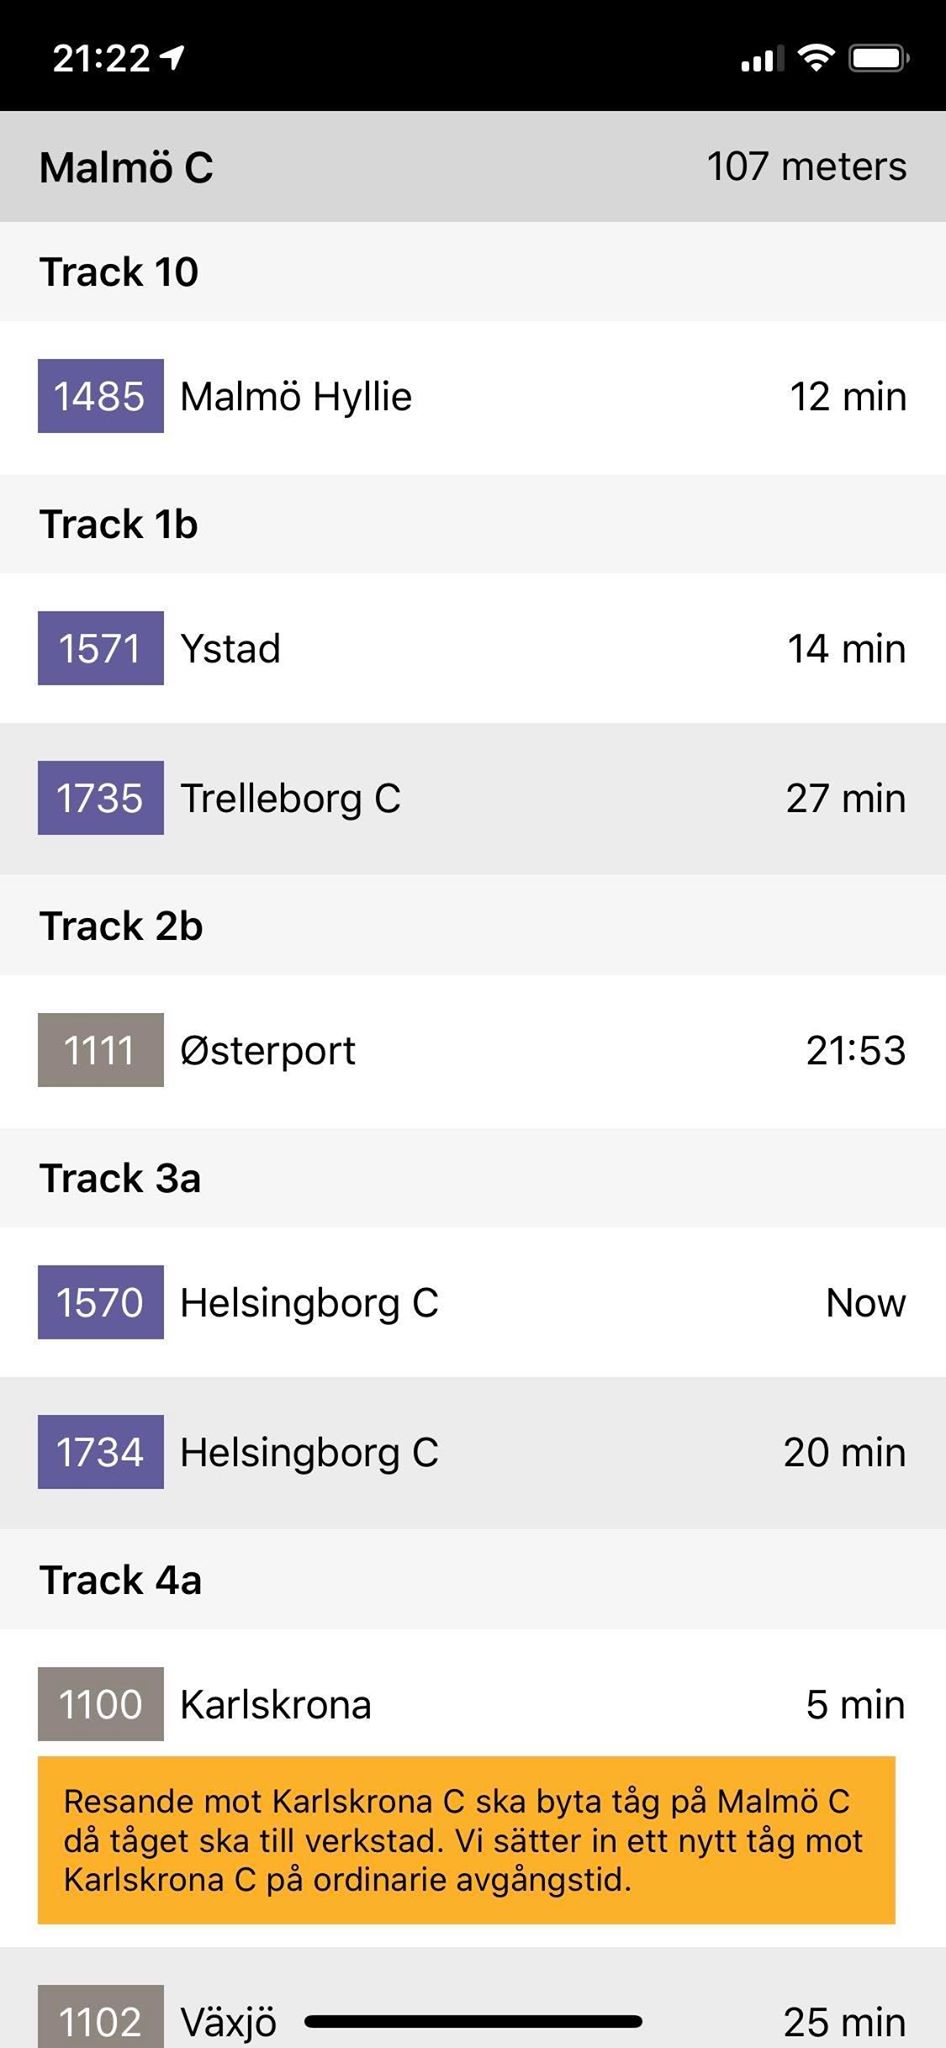 21:22
Malmö C 107 meters
Track 10
1485 Malmö Hyllie 12 min
Track 1b
1571 Ystad 14 min
1735 Trelleborg C 27 min
Track 2b
1111 Østerport 21:53
Track 3a
1570 Helsingborg C Now
1734 Helsingborg C 20 min
Track 4a
1100 Karlskrona 5 min
Resande mot Karlskrona C ska byta tåg på Malmö C
då tåget ska till verkstad. Vi sätter in ett nytt tåg mot
Karlskrona C på ordinarie avgångstid.
1102 Växjö 25 min